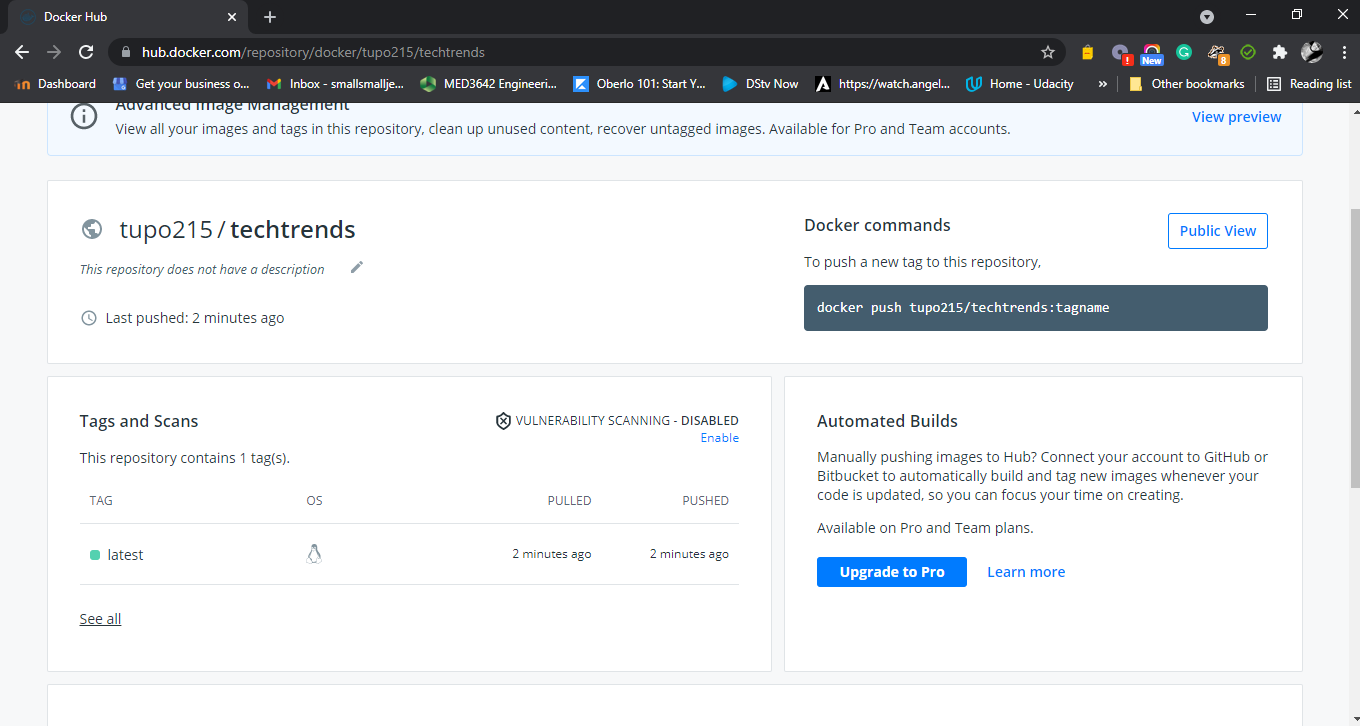 Docker Hub
hub.docker.com/repository/docker/tupo215/techtrends
New
8
Dashboard
Get your business o...
Inbox - smallsmallje...
MED3642 Engineeri...
Oberlo 101: Start Y...
DStv Now
https://watch.angel...
Home - Udacity
»
Other bookmarks
Reading list
Advanced Image Management
View all your images and tags in this repository, clean up unused content, recover untagged images. Available for Pro and Team accounts.
View preview
tupo215 / techtrends
This repository does not have a description
Last pushed: 2 minutes ago
Docker commands
Public View
To push a new tag to this repository,
docker push tupo215/techtrends:tagname
Tags and Scans
VULNERABILITY SCANNING - DISABLED
Enable
This repository contains 1 tag(s).
TAG OS PULLED PUSHED
latest 2 minutes ago 2 minutes ago
See all
Automated Builds
Manually pushing images to Hub? Connect your account to GitHub or
Bitbucket to automatically build and tag new images whenever your
code is updated, so you can focus your time on creating.
Available on Pro and Team plans.
Upgrade to Pro
Learn more